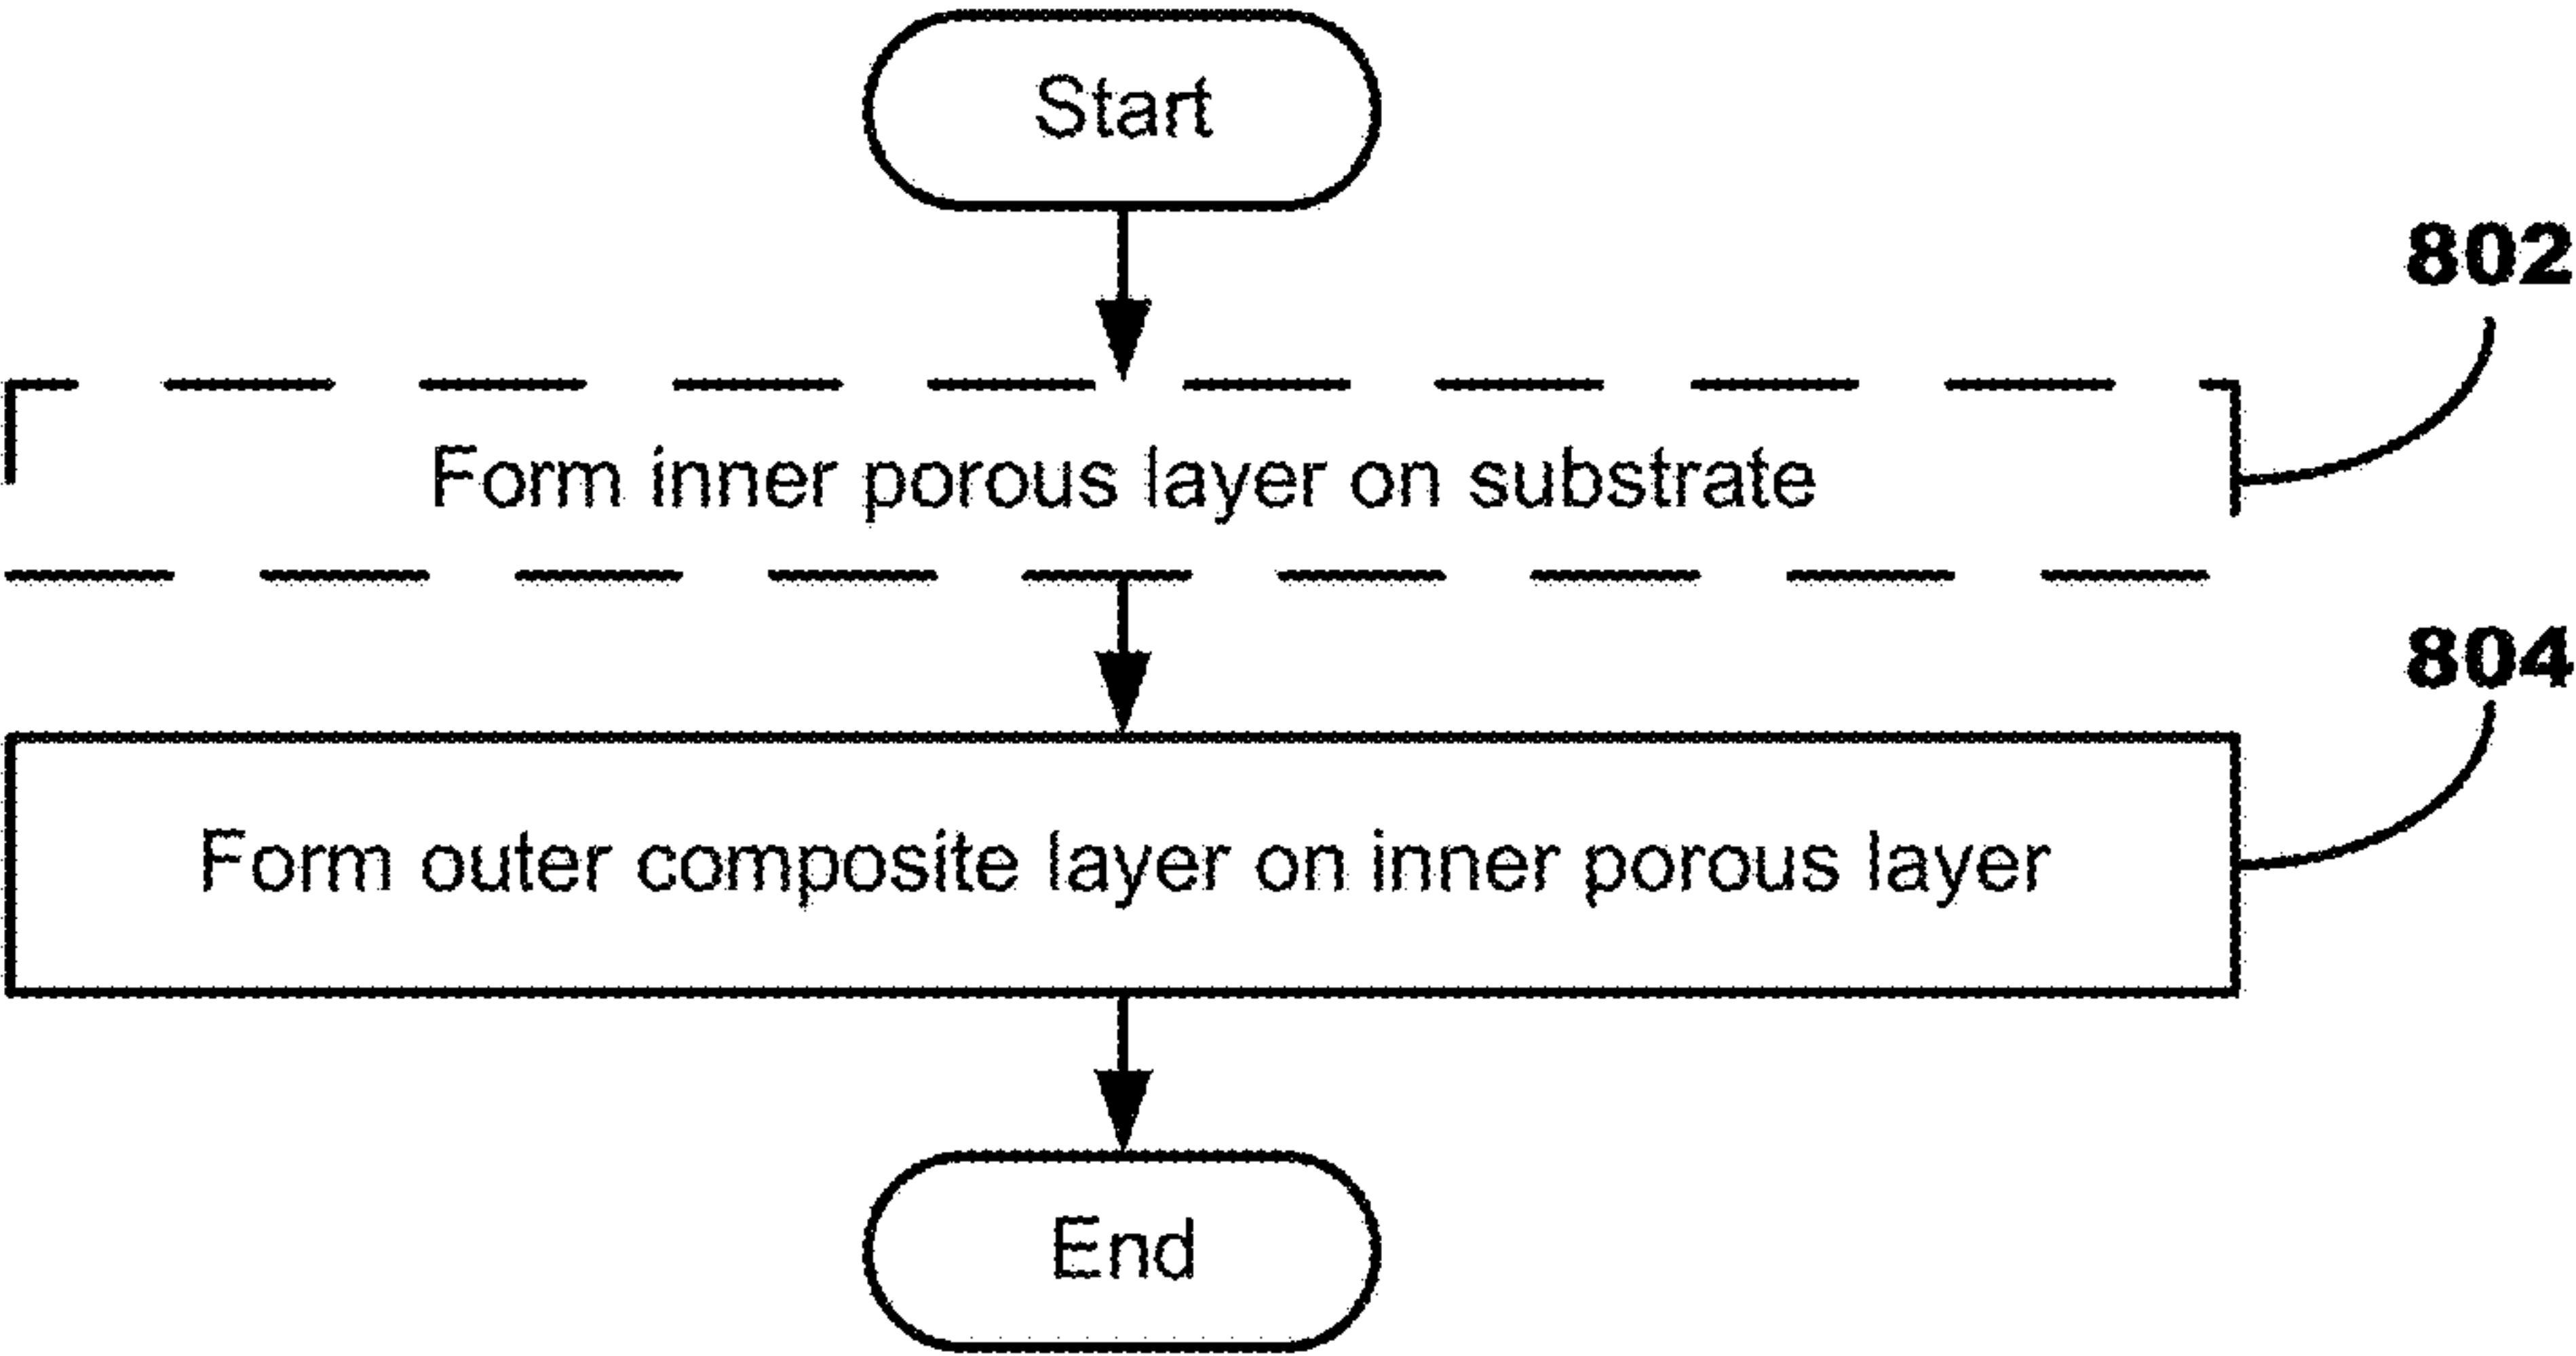 Start
802
Form inner porous layer on substrate
804
Form outer composite layer on inner porous layer
End